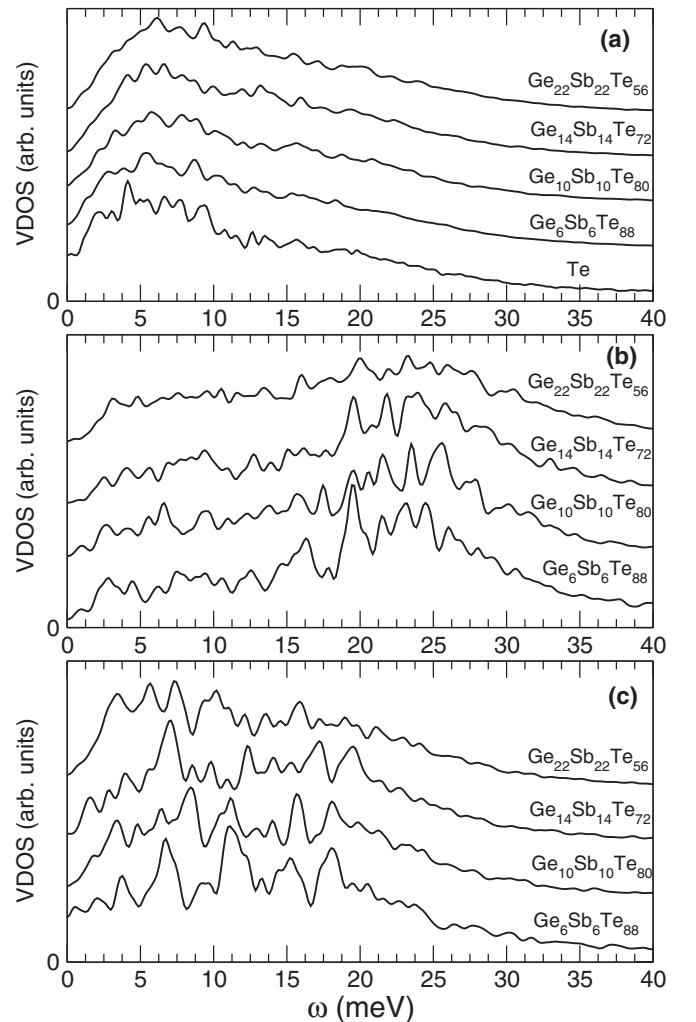 (a)
VDOS (arb. units)
Ge₂₂Sb₂₂Te₅₆
Ge₁₄Sb₁₄Te₇₂
Ge₁₀Sb₁₀Te₈₀
Ge₆Sb₆Te₈₈
Te
0
0 5 10 15 20 25 30 35 40
(b)
VDOS (arb. units)
Ge₂₂Sb₂₂Te₅₆
Ge₁₄Sb₁₄Te₇₂
Ge₁₀Sb₁₀Te₈₀
Ge₆Sb₆Te₈₈
0
0 5 10 15 20 25 30 35 40
(c)
VDOS (arb. units)
Ge₂₂Sb₂₂Te₅₆
Ge₁₄Sb₁₄Te₇₂
Ge₁₀Sb₁₀Te₈₀
Ge₆Sb₆Te₈₈
0
0 5 10 15 20 25 30 35 40
ω (meV)